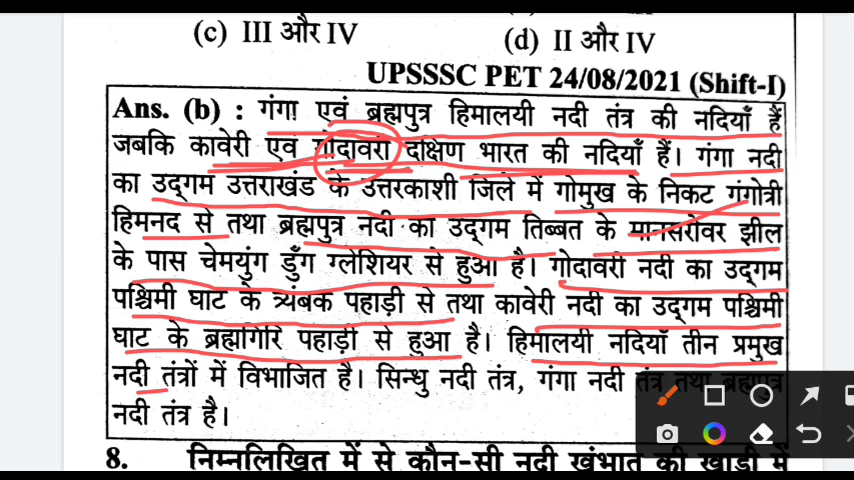 (c) III और IV
(d) II और IV
UPSSSC PET 24/08/2021 (Shift-I)
Ans. (b) : गंगा एवं ब्रह्मपुत्र हिमालयी नदी तंत्र की नदियाँ हैं
जबकि कावेरी एवं गोदावरी दक्षिण भारत की नदियाँ हैं। गंगा नदी
का उद्‌गम उत्तराखंड के उत्तरकाशी जिले में गोमुख के निकट गंगोत्री
हिमनद से तथा ब्रह्मपुत्र नदी का उद्‌गम तिब्बत के मानसरोवर झील
के पास चेमयुंग डुँग ग्लेशियर से हुआ है। गोदावरी नदी का उद्‌गम
पश्चिमी घाट के त्र्यंबक पहाड़ी से तथा कावेरी नदी का उद्‌गम पश्चिमी
घाट के ब्रह्मगिरि पहाड़ी से हुआ है। हिमालयी नदियाँ तीन प्रमुख
नदी तंत्रों में विभाजित है। सिन्धु नदी तंत्र, गंगा नदी तंत्र तथा ब्रह्मपुत्र
नदी तंत्र है।
8. निम्नलिखित में से कौन-सी नदी खंभात की खाड़ी में